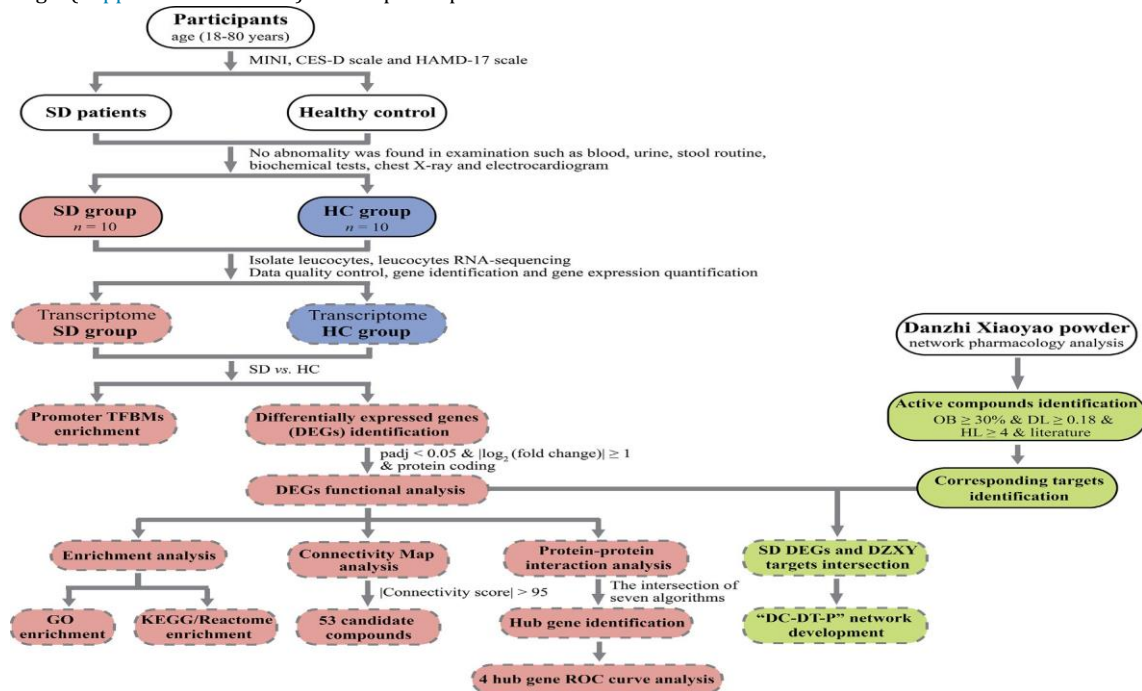 Participants
age (18-80 years)
MINI, CES-D scale and HAMD-17 scale
SD patients
Healthy control
No abnomality was found in examination such as blood, urine, stool routine,
biochemical tests, chest X-ray and electrocardiogram
SD group
n = 10
HC group
n = 10
Isolate leucocytes, leucocytes RNA-sequencing
Data quality control, gene identification and gene expression quantification
Transcriptome
SD group
Transcriptome
HC group
Danzhi Xiaoyao powder
network pharmacology analysis
SD vs. HC
Promoter TFBMs
enrichment
Differentially expressed genes
(DEGs) identification
Active compounds identification
OB ≥ 30% & DL ≥ 0.18 &
HL ≥ 4 & literature
padj < 0.05 & |log2 (fold change)| ≥ 1
& protein coding
DEGs functional analysis
Corresponding targets
identification
Enrichment analysis
Connectivity Map
analysis
Protein-protein
interaction analysis
SD DEGs and DZXY
targets intersection
|Connectivity score| > 95
The intersection of
seven algorithms
GO
enrichment
KEGG/Reactome
enrichment
53 candidate
compounds
Hub gene identification
“DC-DT-P” network
development
4 hub gene ROC curve analysis